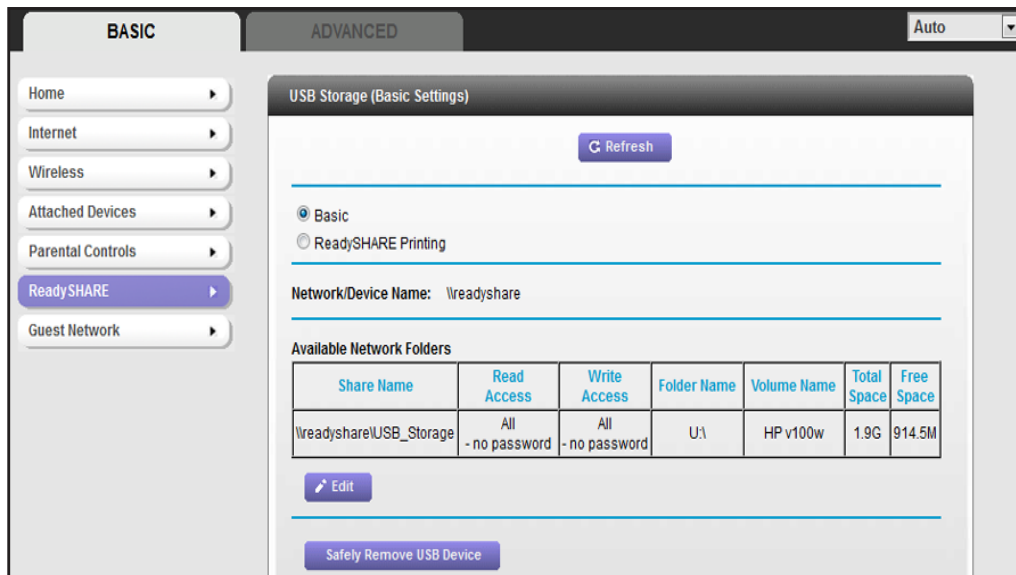 BASIC
ADVANCED
Auto
Home
Internet
Wireless
Attached Devices
Parental Controls
ReadySHARE
Guest Network
USB Storage (Basic Settings)
Refresh
Basic
ReadySHARE Printing
Network/Device Name: \\readyshare
Available Network Folders
Share Name Read Access Write Access Folder Name Volume Name Total Space Free Space
\\readyshare\USB_Storage All - no password All - no password U:\ HP v100w 1.9G 914.5M
Edit
Safely Remove USB Device